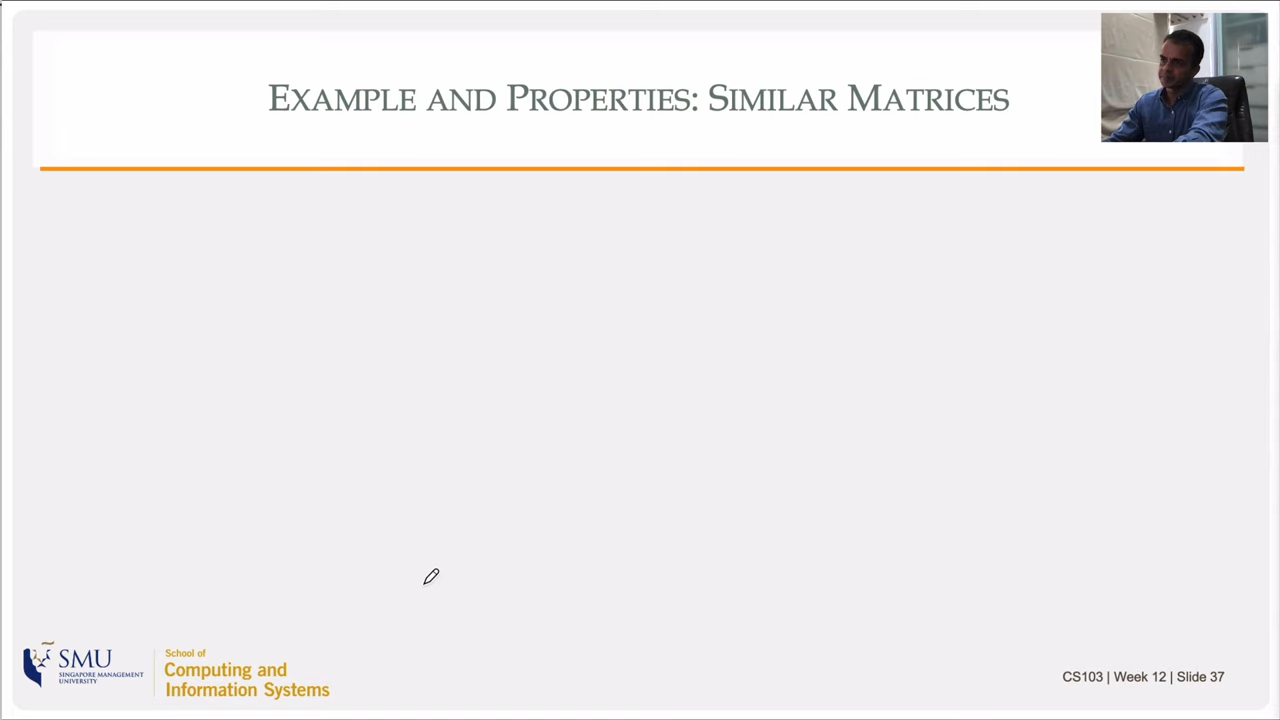 EXAMPLE AND PROPERTIES: SIMILAR MATRICES
SMU
SINGAPORE MANAGEMENT
UNIVERSITY
School of
Computing and
Information Systems
CS103 | Week 12 | Slide 37